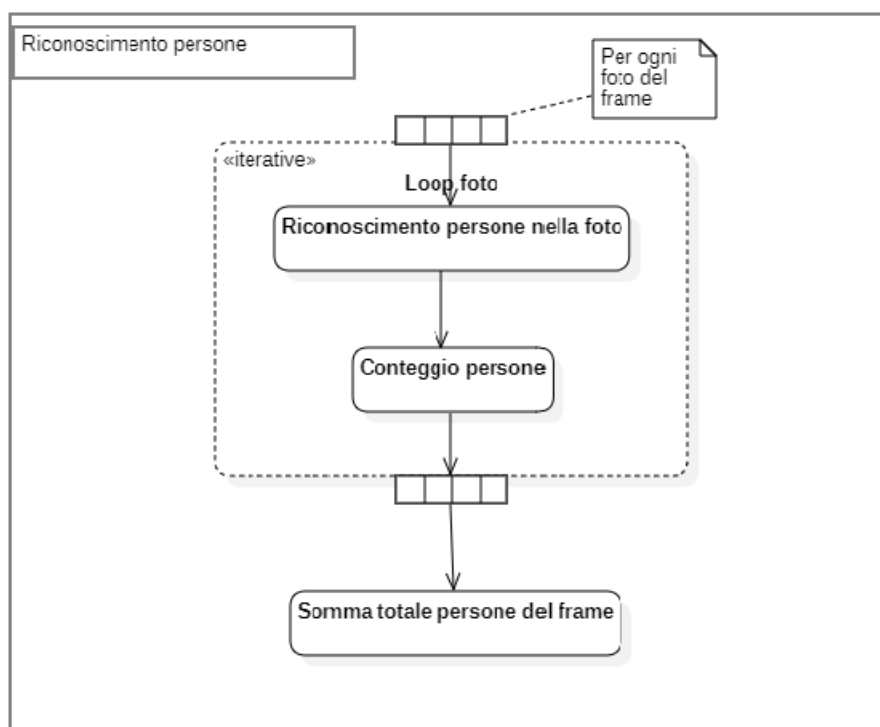 Riconoscimento persone
Per ogni
foto del
frame
«iterative»
Loop foto
Riconoscimento persone nella foto
Conteggio persone
Somma totale persone del frame